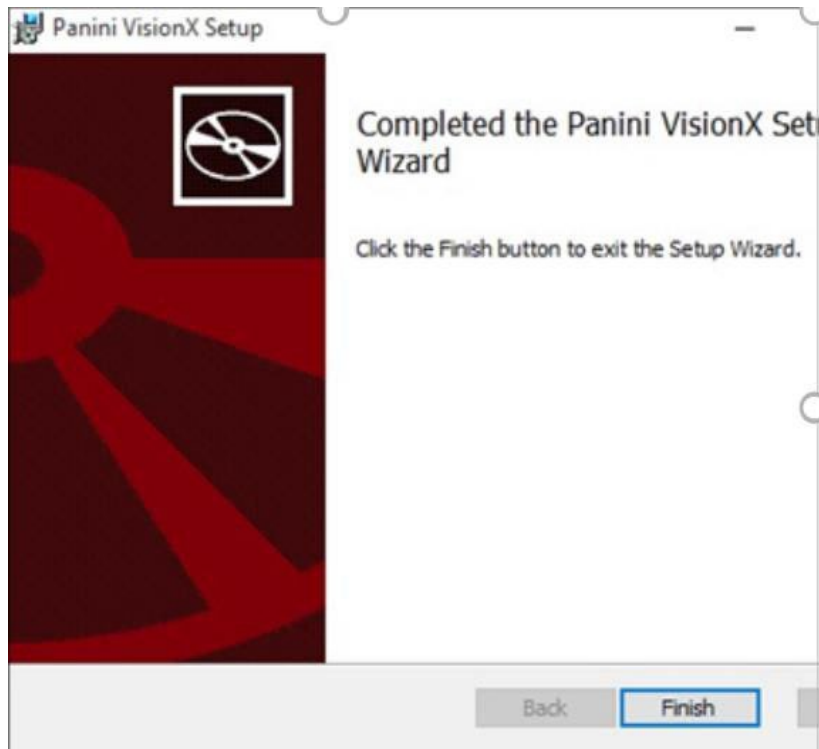 Panini VisionX Setup
Completed the Panini VisionX
Wizard
Click the Finish button to exit the Setup Wizard.
Back
Finish